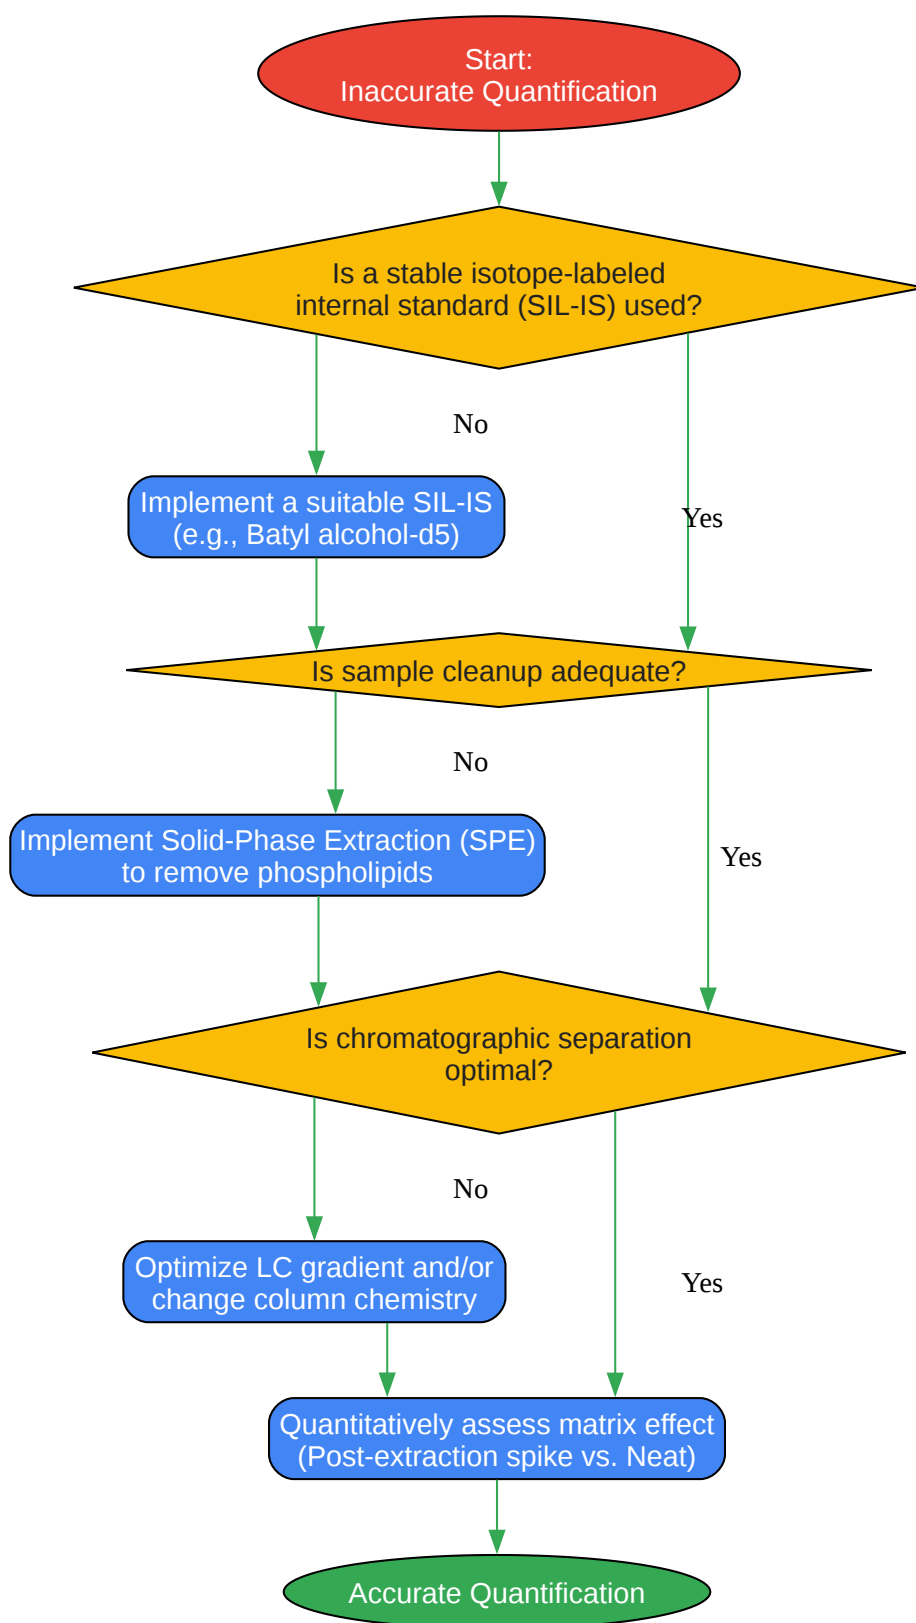 Start:
Inaccurate Quantification
Is a stable isotope-labeled
internal standard (SIL-IS) used?
No
Implement a suitable SIL-IS
(e.g., Batyl alcohol-d5)
Yes
Is sample cleanup adequate?
No
Implement Solid-Phase Extraction (SPE)
to remove phospholipids
Yes
Is chromatographic separation
optimal?
No
Optimize LC gradient and/or
change column chemistry
Yes
Quantitatively assess matrix effect
(Post-extraction spike vs. Neat)
Accurate Quantification